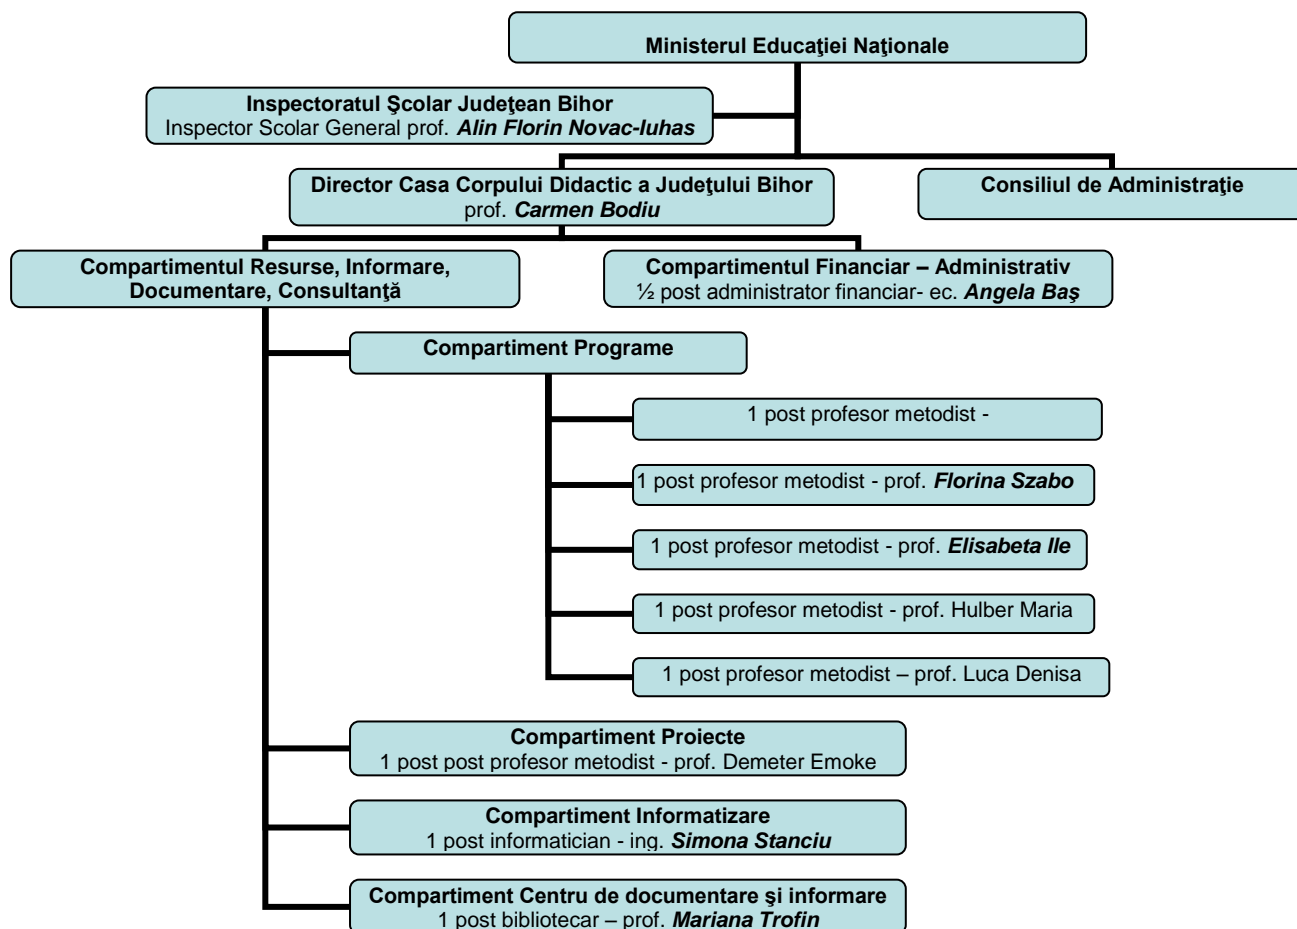 Ministerul Educaţiei Naţionale
Inspectoratul Şcolar Judeţean Bihor
Inspector Scolar General prof. Alin Florin Novac-Iuhas
Director Casa Corpului Didactic a Judeţului Bihor
prof. Carmen Bodiu
Consiliul de Administraţie
Compartimentul Resurse, Informare,
Documentare, Consultanţă
Compartimentul Financiar – Administrativ
½ post administrator financiar- ec. Angela Baş
Compartiment Programe
1 post profesor metodist -
1 post profesor metodist - prof. Florina Szabo
1 post profesor metodist - prof. Elisabeta Ile
1 post profesor metodist - prof. Hulber Maria
1 post profesor metodist – prof. Luca Denisa
Compartiment Proiecte
1 post post profesor metodist - prof. Demeter Emoke
Compartiment Informatizare
1 post informatician - ing. Simona Stanciu
Compartiment Centru de documentare şi informare
1 post bibliotecar – prof. Mariana Trofin